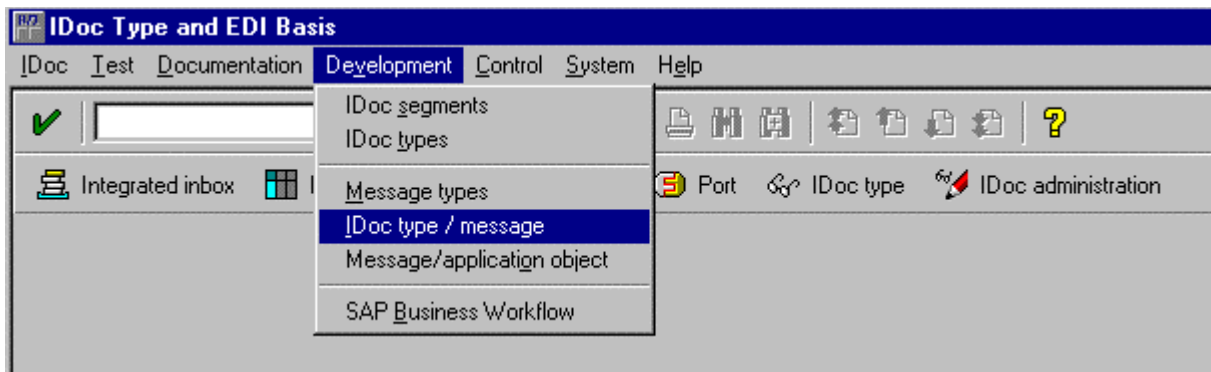 IDoc Type and EDI Basis
IDoc Test Documentation Development Control System Help
IDoc segments
IDoc types
Integrated inbox Port IDoc type IDoc administration
Message types
IDoc type / message
Message/application object
SAP Business Workflow